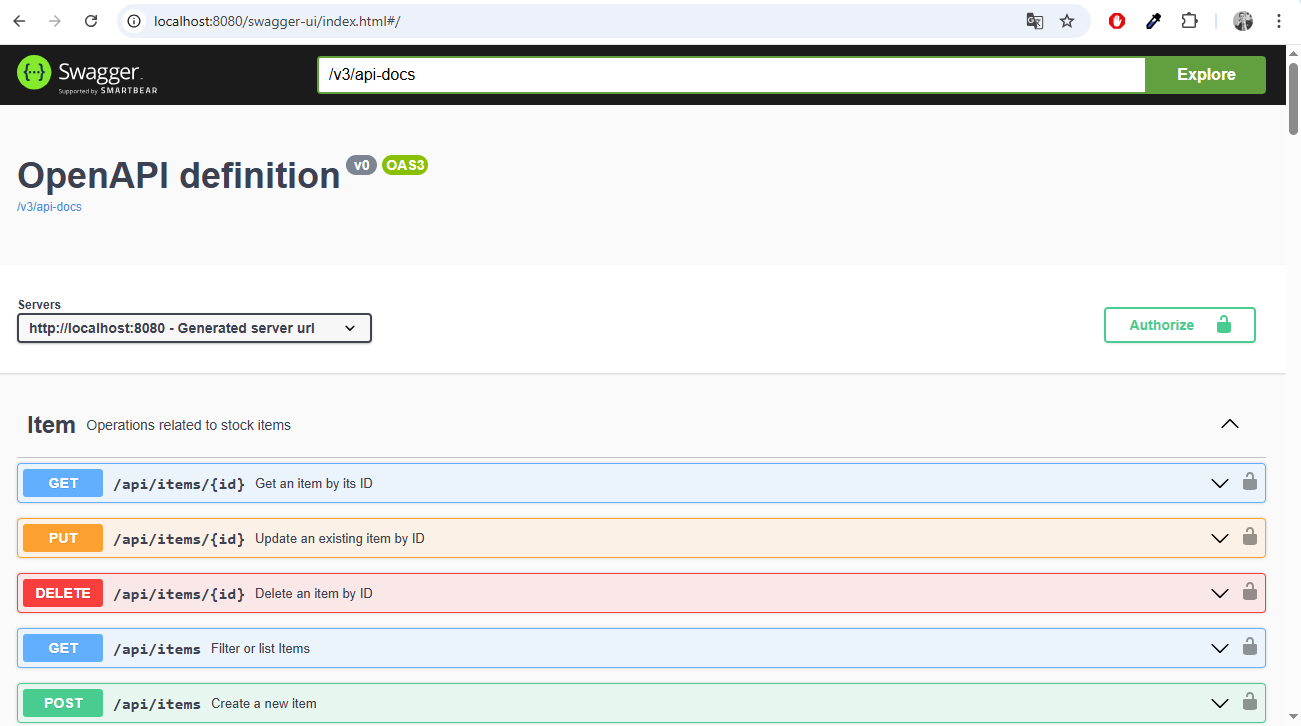 localhost:8080/swagger-ui/index.html#/
Swagger.
Supported by SMARTBEAR
/v3/api-docs
Explore
OpenAPI definition v0 OAS3
/v3/api-docs
Servers
http://localhost:8080 - Generated server url
Authorize
Item Operations related to stock items
GET /api/items/{id} Get an item by its ID
PUT /api/items/{id} Update an existing item by ID
DELETE /api/items/{id} Delete an item by ID
GET /api/items Filter or list Items
POST /api/items Create a new item